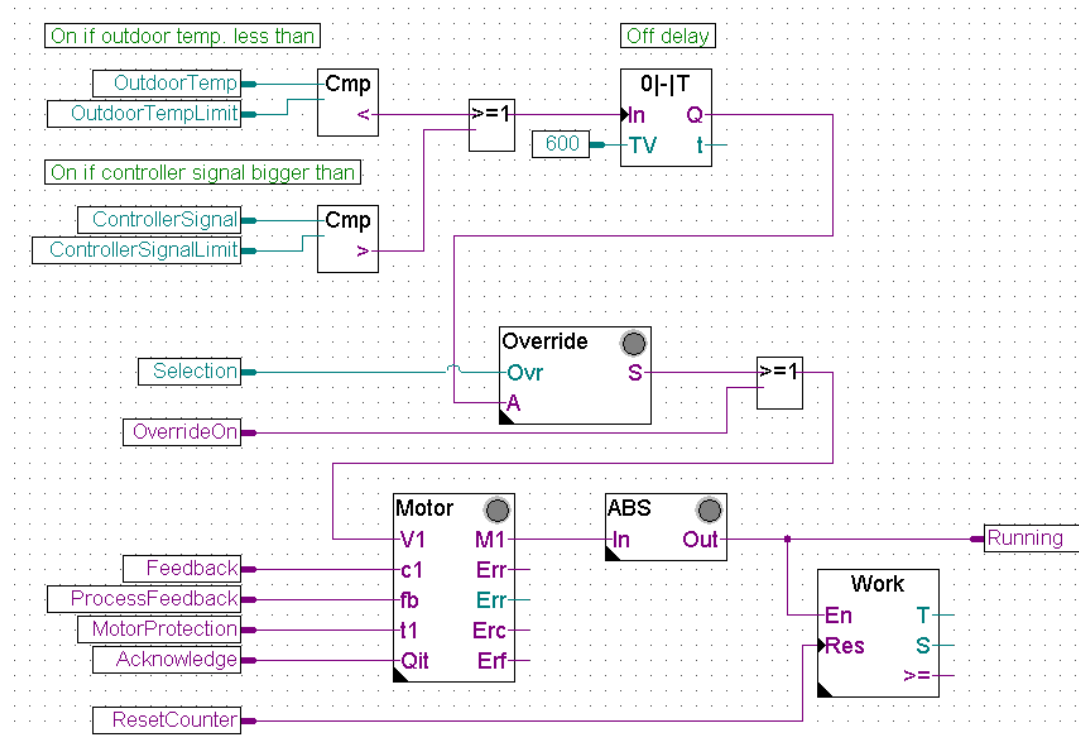 On if outdoor temp. less than
Off delay
OutdoorTemp
OutdoorTempLimit
Cmp
<
>=1
0|-|T
In Q
600
TV t
On if controller signal bigger than
ControllerSignal
ControllerSignalLimit
Cmp
>
Override
Selection
Ovr S
A
>=1
OverrideOn
Motor
V1 M1
Feedback
c1 Err
ProcessFeedback
fb Err
MotorProtection
t1 Erc
Acknowledge
Qit Erf
ABS
In Out
Running
Work
En T
Res S
>=
ResetCounter